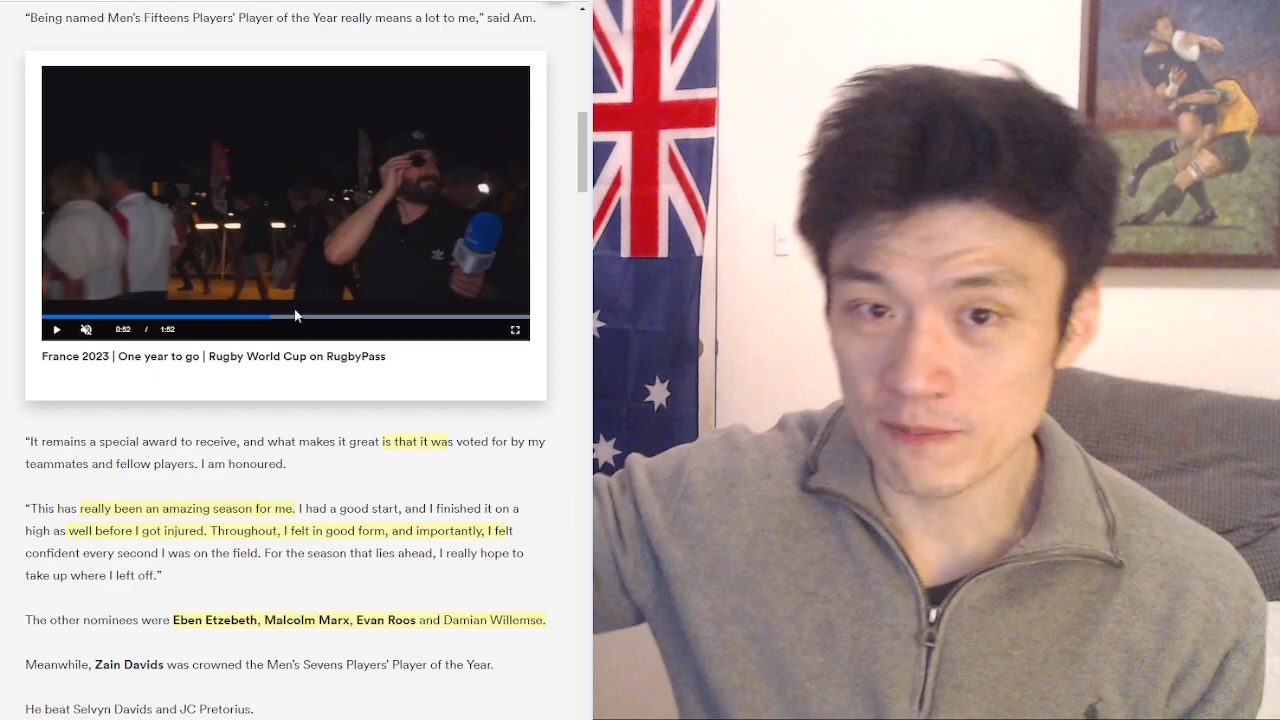 “Being named Men’s Fifteens Players’ Player of the Year really means a lot to me,” said Am.
0:52 / 1:52
France 2023 | One year to go | Rugby World Cup on RugbyPass
“It remains a special award to receive, and what makes it great is that it was voted for by my
teammates and fellow players. I am honoured.
“This has really been an amazing season for me. I had a good start, and I finished it on a
high as well before I got injured. Throughout, I felt in good form, and importantly, I felt
confident every second I was on the field. For the season that lies ahead, I really hope to
take up where I left off.”
The other nominees were Eben Etzebeth, Malcolm Marx, Evan Roos and Damian Willemse.
Meanwhile, Zain Davids was crowned the Men’s Sevens Players’ Player of the Year.
He beat Selvyn Davids and JC Pretorius.